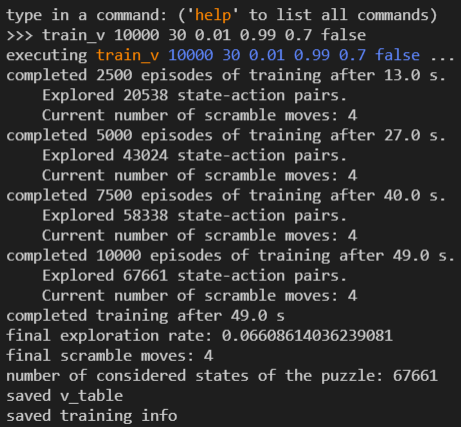 type in a command: ('help' to list all commands)
>>> train_v 10000 30 0.01 0.99 0.7 false
executing train_v 10000 30 0.01 0.99 0.7 false ...
completed 2500 episodes of training after 13.0 s.
    Explored 20538 state-action pairs.
    Current number of scramble moves: 4
completed 5000 episodes of training after 27.0 s.
    Explored 43024 state-action pairs.
    Current number of scramble moves: 4
completed 7500 episodes of training after 40.0 s.
    Explored 58338 state-action pairs.
    Current number of scramble moves: 4
completed 10000 episodes of training after 49.0 s.
    Explored 67661 state-action pairs.
    Current number of scramble moves: 4
completed training after 49.0 s
final exploration rate: 0.06608614036239081
final scramble moves: 4
number of considered states of the puzzle: 67661
saved v_table
saved training info